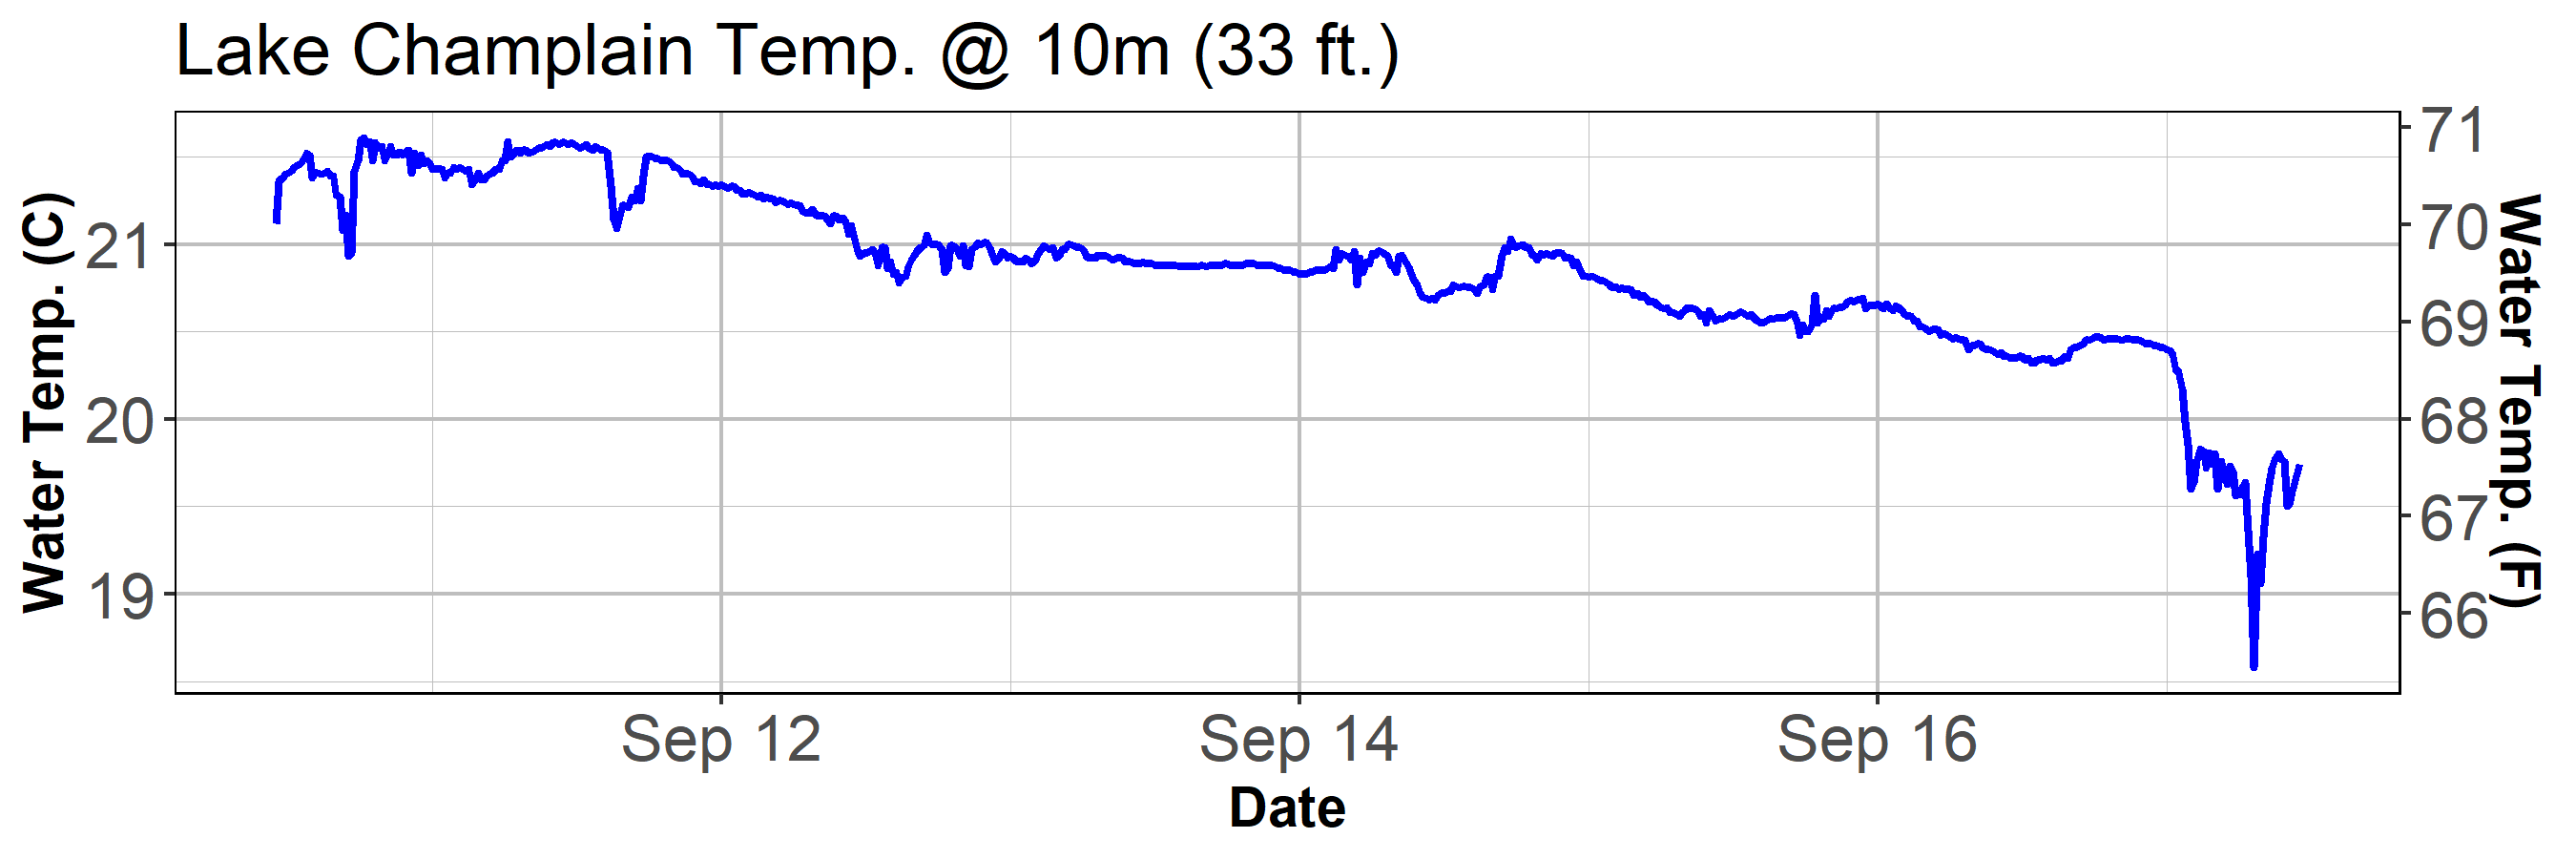 Lake Champlain Temp. @ 10m (33 ft.)
Water Temp. (C)
21
20
19
71
70
69
68
67
66
Water Temp. (F)
Sep 12
Sep 14
Sep 16
Date